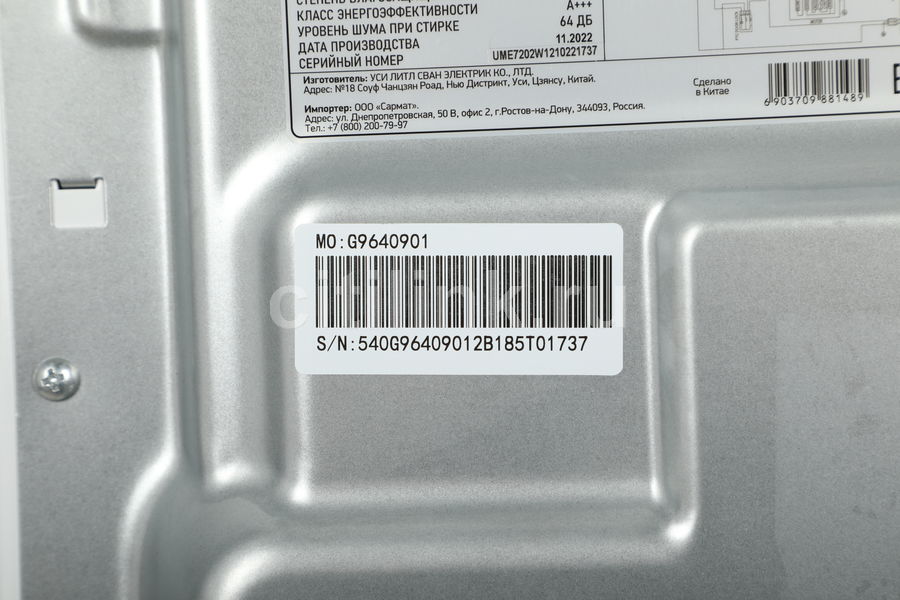 КЛАСС ЭНЕРГОЭФФЕКТИВНОСТИ A+++
УРОВЕНЬ ШУМА ПРИ СТИРКЕ 64 ДБ
ДАТА ПРОИЗВОДСТВА 11.2022
СЕРИЙНЫЙ НОМЕР UME7202W1210221737
Изготовитель: УСИ ЛИТЛ СВАН ЭЛЕКТРИК КО., ЛТД.
Адрес: №18 Соуф Чанцзян Роад, Нью Дистрикт, Уси, Цзянсу, Китай.
Импортер: ООО «Сармат».
Адрес: ул. Днепропетровская, 50 В, офис 2, г.Ростов-на-Дону, 344093, Россия.
Тел.: +7 (800) 200-79-97
Сделано
в Китае
6 903709 881489
MO:G9640901
citilink.ru
S/N:540G96409012B185T01737